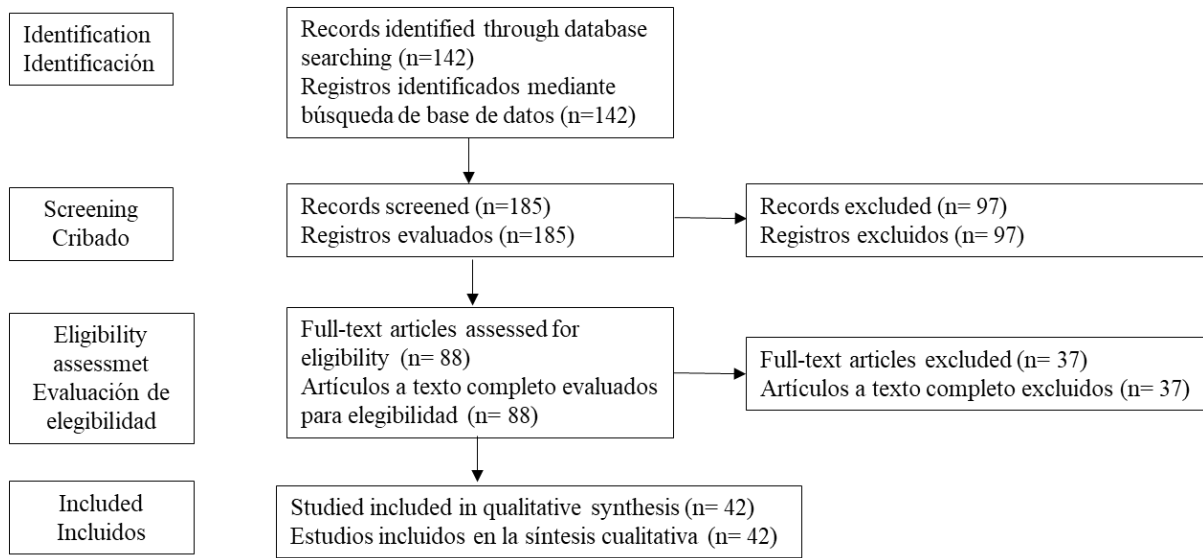 Identification
Identificación
Records identified through database
searching (n=142)
Registros identificados mediante
búsqueda de base de datos (n=142)
Screening
Cribado
Records screened (n=185)
Registros evaluados (n=185)
Records excluded (n= 97)
Registros excluidos (n= 97)
Eligibility
assessmet
Evaluación de
elegibilidad
Full-text articles assessed for
eligibility (n= 88)
Artículos a texto completo evaluados
para elegibilidad (n= 88)
Full-text articles excluded (n= 37)
Artículos a texto completo excluidos (n= 37)
Included
Incluidos
Studied included in qualitative synthesis (n= 42)
Estudios incluidos en la síntesis cualitativa (n= 42)